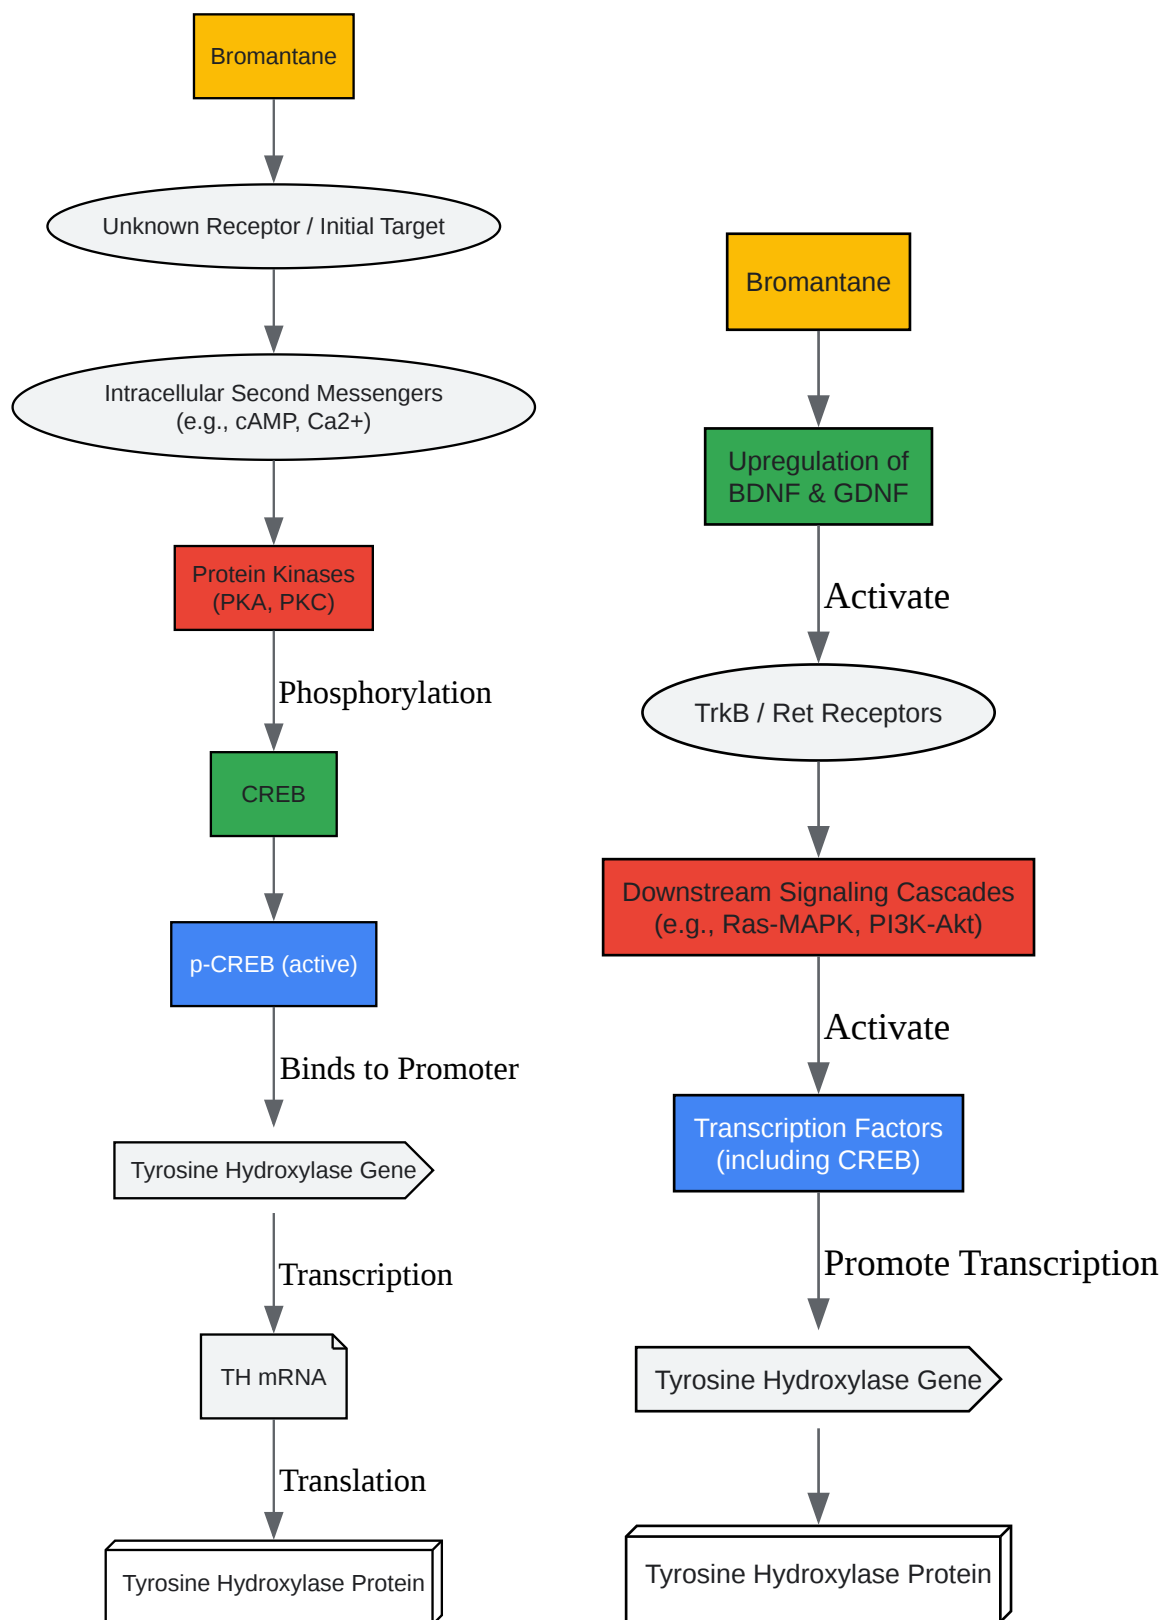 Bromantane
Unknown Receptor / Initial Target
Intracellular Second Messengers
(e.g., cAMP, Ca2+)
Protein Kinases
(PKA, PKC)
Phosphorylation
CREB
p-CREB (active)
Binds to Promoter
Tyrosine Hydroxylase Gene
Transcription
TH mRNA
Translation
Tyrosine Hydroxylase Protein
Bromantane
Upregulation of
BDNF & GDNF
Activate
TrkB / Ret Receptors
Downstream Signaling Cascades
(e.g., Ras-MAPK, PI3K-Akt)
Activate
Transcription Factors
(including CREB)
Promote Transcription
Tyrosine Hydroxylase Gene
Tyrosine Hydroxylase Protein